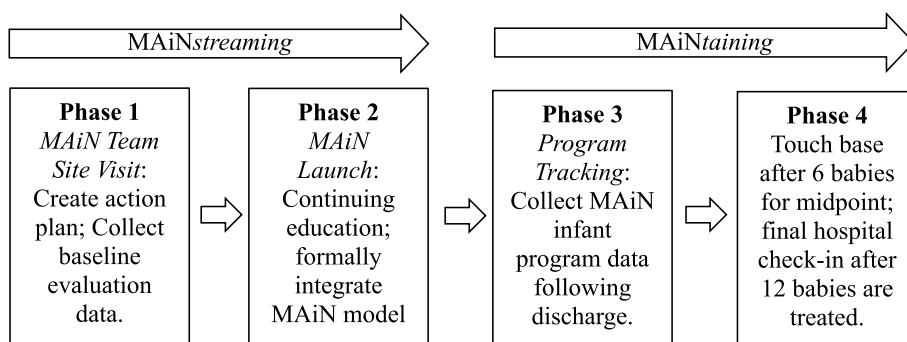 MAiNstreaming
MAiNtaining
Phase 1
MAiN Team
Site Visit:
Create action
plan; Collect
baseline
evaluation
data.
Phase 2
MAiN
Launch:
Continuing
education;
formally
integrate
MAiN model
Phase 3
Program
Tracking:
Collect MAiN
infant
program data
following
discharge.
Phase 4
Touch base
after 6 babies
for midpoint;
final hospital
check-in after
12 babies are
treated.